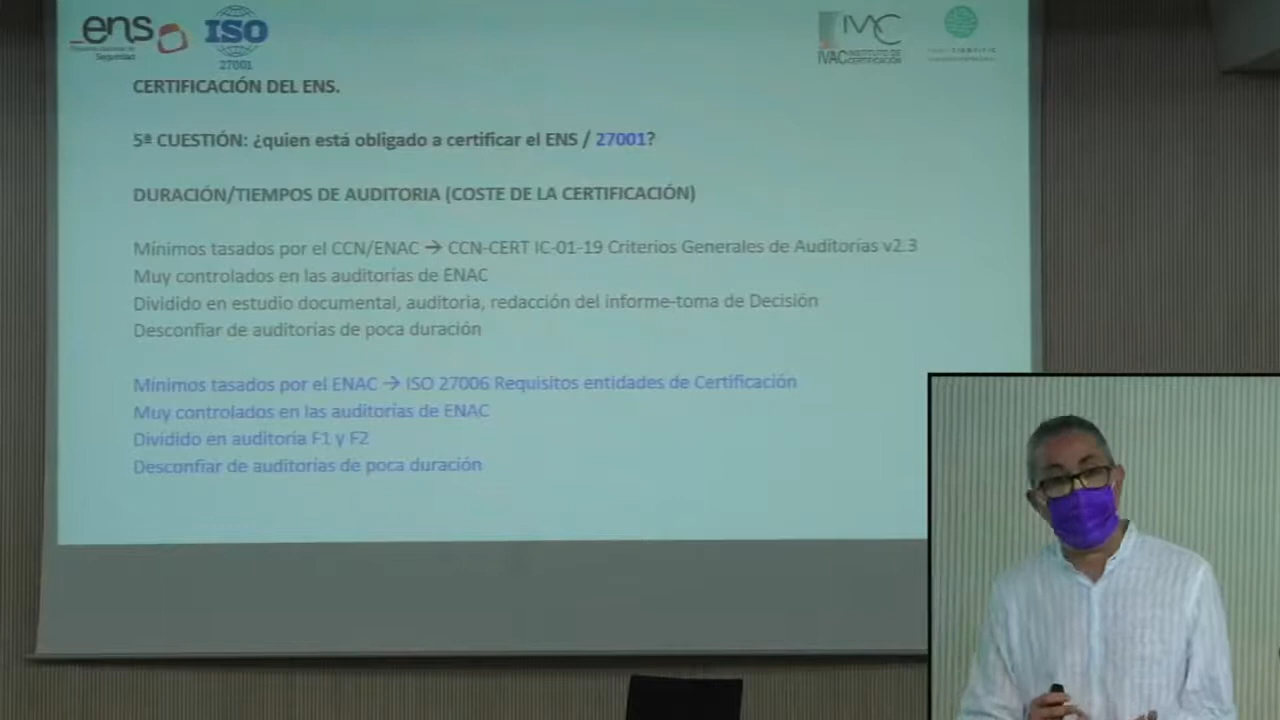 ens
Seguridad
ISO
27001
IVAC
INSTITUTO DE
CERTIFICACIÓN
CERTIFICACIÓN DEL ENS.
5ª CUESTIÓN: ¿quien está obligado a certificar el ENS / 27001?
DURACIÓN/TIEMPOS DE AUDITORIA (COSTE DE LA CERTIFICACIÓN)
Mínimos tasados por el CCN/ENAC → CCN-CERT IC-01-19 Criterios Generales de Auditorías v2.3
Muy controlados en las auditorías de ENAC
Dividido en estudio documental, auditoria, redacción del informe-toma de Decisión
Desconfiar de auditorías de poca duración
Mínimos tasados por el ENAC → ISO 27006 Requisitos entidades de Certificación
Muy controlados en las auditorías de ENAC
Dividido en auditoria F1 y F2
Desconfiar de auditorías de poca duración